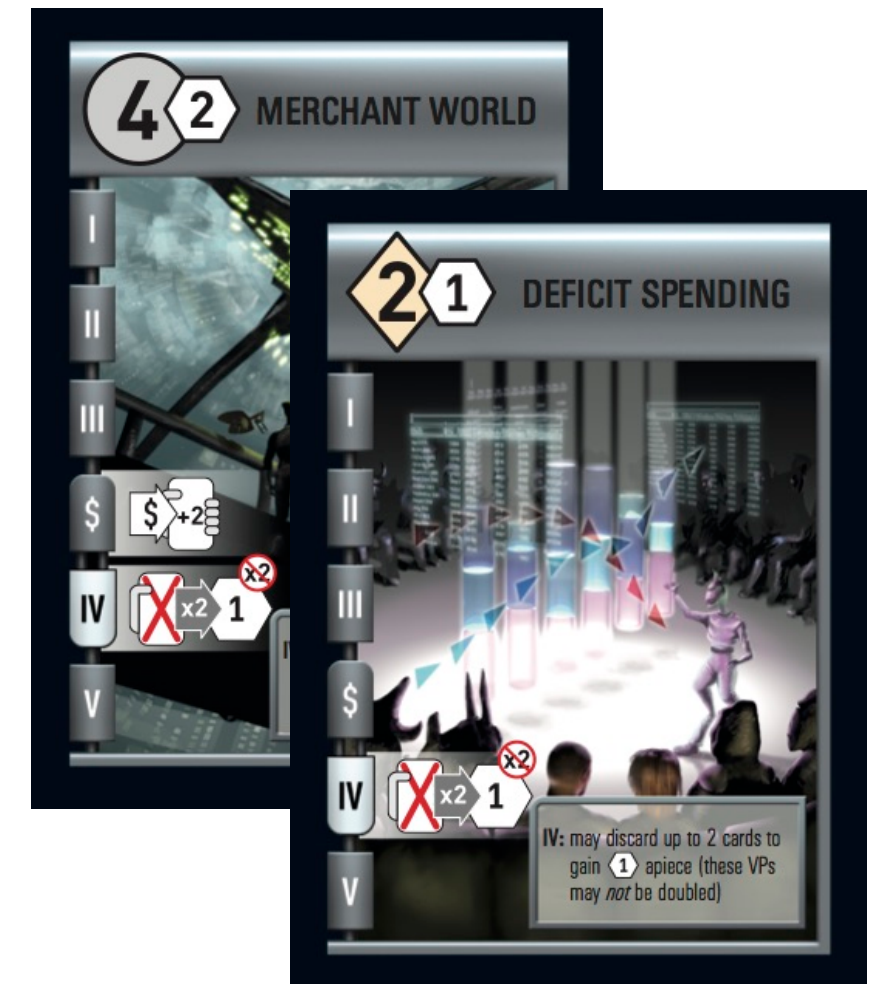 4 2 MERCHANT WORLD
I
II
III
$ $ +2
IV x2 1 x2
V
2 1 DEFICIT SPENDING
I
II
III
$
IV x2 1 x2
V
IV: may discard up to 2 cards to
gain 1 apiece (these VPs
may not be doubled)